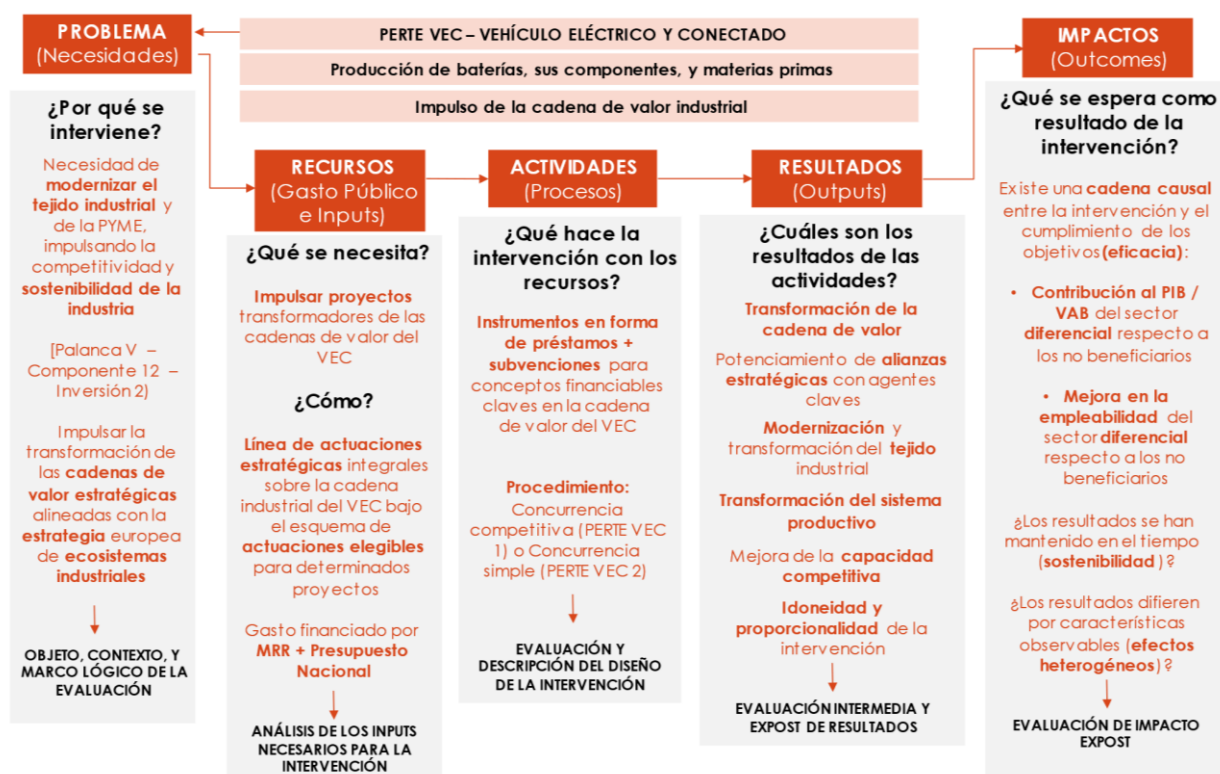 PROBLEMA
(Necesidades)
PERTE VEC – VEHÍCULO ELÉCTRICO Y CONECTADO
Producción de baterías, sus componentes, y materias primas
Impulso de la cadena de valor industrial
IMPACTOS
(Outcomes)
¿Por qué se
interviene?
Necesidad de
modernizar el
tejido industrial y
de la PYME,
impulsando la
competitividad y
sostenibilidad de la
industria
[Palanca V –
Componente 12 –
Inversión 2)
Impulsar la
transformación de
las cadenas de
valor estratégicas
alineadas con la
estrategia europea
de ecosistemas
industriales
OBJETO, CONTEXTO, Y
MARCO LÓGICO DE LA
EVALUACIÓN
RECURSOS
(Gasto Público
e Inputs)
¿Qué se necesita?
Impulsar proyectos
transformadores de las
cadenas de valor del
VEC
¿Cómo?
Línea de actuaciones
estratégicas integrales
sobre la cadena
industrial del VEC bajo
el esquema de
actuaciones elegibles
para determinados
proyectos
Gasto financiado por
MRR + Presupuesto
Nacional
ANÁLISIS DE LOS INPUTS
NECESARIOS PARA LA
INTERVENCIÓN
ACTIVIDADES
(Procesos)
¿Qué hace la
intervención con los
recursos?
Instrumentos en forma
de préstamos +
subvenciones para
conceptos financiables
claves en la cadena
de valor del VEC
Procedimiento:
Concurrencia
competitiva (PERTE VEC
1) o Concurrencia
simple (PERTE VEC 2)
EVALUACIÓN Y
DESCRIPCIÓN DEL DISEÑO
DE LA INTERVENCIÓN
RESULTADOS
(Outputs)
¿Cuáles son los
resultados de las
actividades?
Transformación de la
cadena de valor
Potenciamiento de alianzas
estratégicas con agentes
claves
Modernización y
transformación del tejido
industrial
Transformación del sistema
productivo
Mejora de la capacidad
competitiva
Idoneidad y
proporcionalidad de la
intervención
EVALUACIÓN INTERMEDIA Y
EXPOST DE RESULTADOS
¿Qué se espera como
resultado de la
intervención?
Existe una cadena causal
entre la intervención y el
cumplimiento de los
objetivos (eficacia):
• Contribución al PIB /
VAB del sector
diferencial respecto a
los no beneficiarios
• Mejora en la
empleabilidad del
sector diferencial
respecto a los no
beneficiarios
¿Los resultados se han
mantenido en el tiempo
(sostenibilidad)?
¿Los resultados difieren
por características
observables (efectos
heterogéneos)?
EVALUACIÓN DE IMPACTO
EXPOST